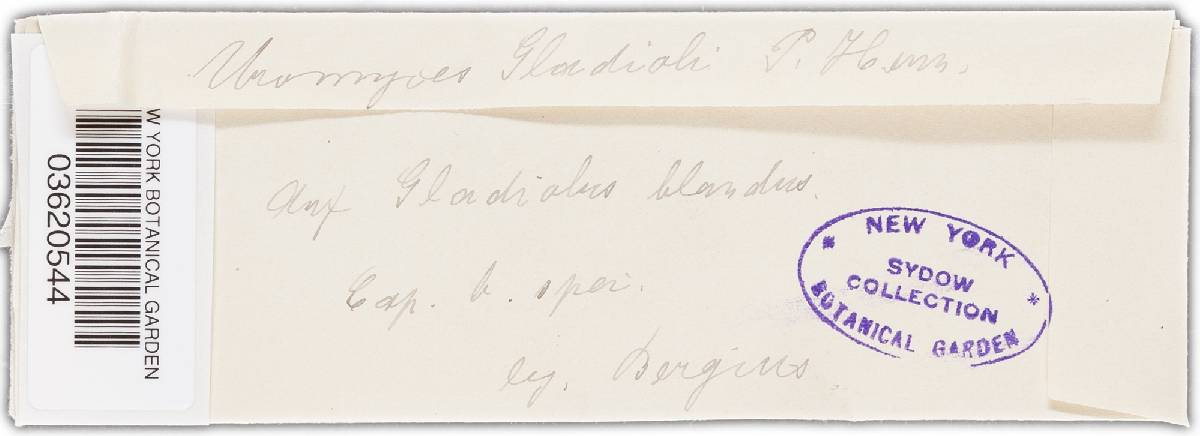 Uromyces Gladioli P. Henn.
auf Gladiolus blandus.
Cap. b. spei.
leg. Bergius
W YORK BOTANICAL GARDEN
03620544
* NEW YORK *
SYDOW
COLLECTION
BOTANICAL GARDEN